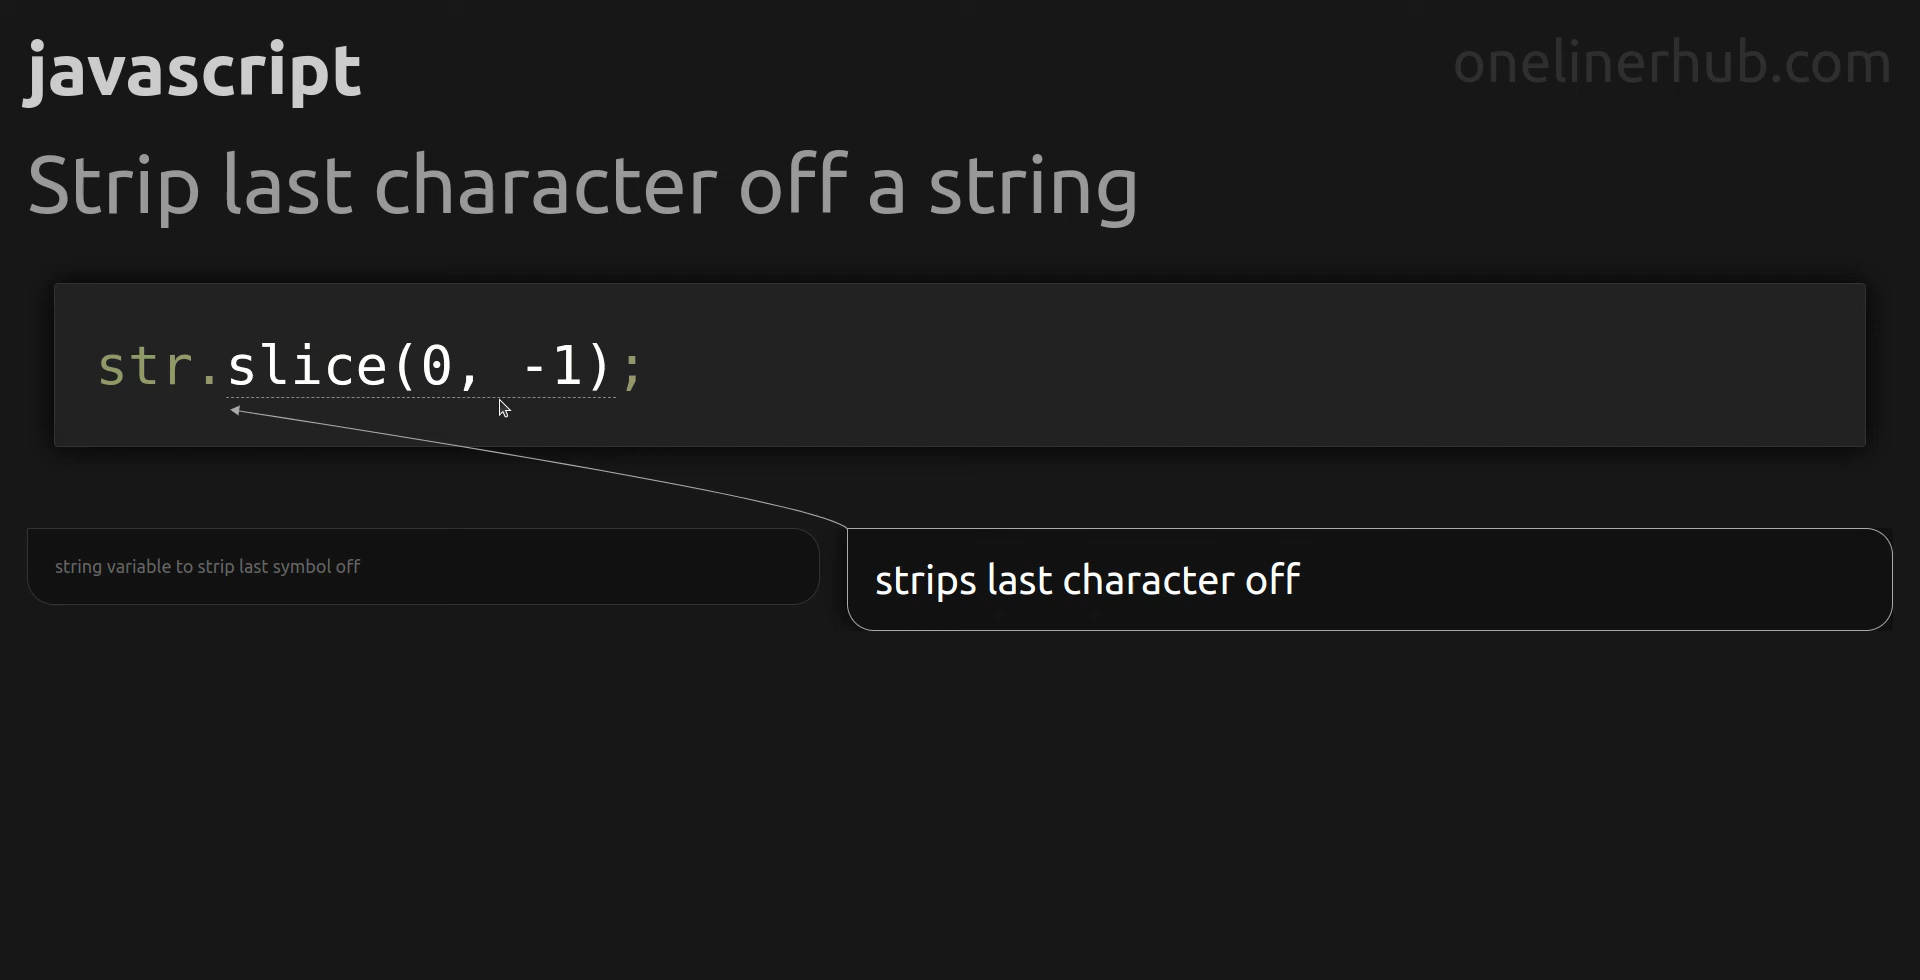 javascript
onelinerhub.com
Strip last character off a string
str.slice(0, -1);
string variable to strip last symbol off
strips last character off